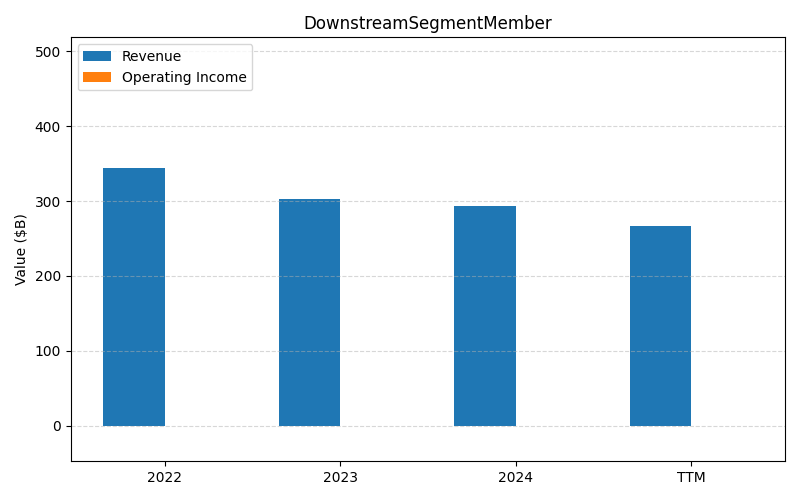 DownstreamSegmentMember
Revenue
Operating Income
500
400
300
200
100
0
Value ($B)
2022
2023
2024
TTM